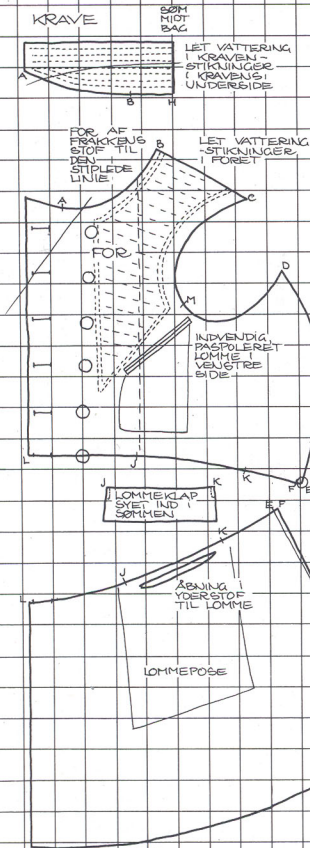 KRAVE
SØM
MIDT
BAG
LET VATTERING
I KRAVEN -
STIKNINGER
I KRAVENS
UNDERSIDE
A
B
H
FOR AF
FRAKKENS
STOF TIL
DEN
STIPLEDE
LINIE
B
LET VATTERING
-STIKNINGER
I FORET
A
C
FOR
D
M
INDVENDIG
PASPOLERET
LOMME I
VENSTRE
SIDE
L
J
K
F
E
J
K
LOMMEKLAP
SYET IND I
SØMMEN
E F
K
J
L
ÅBNING I
YDERSTOF
TIL LOMME
LOMMEPOSE